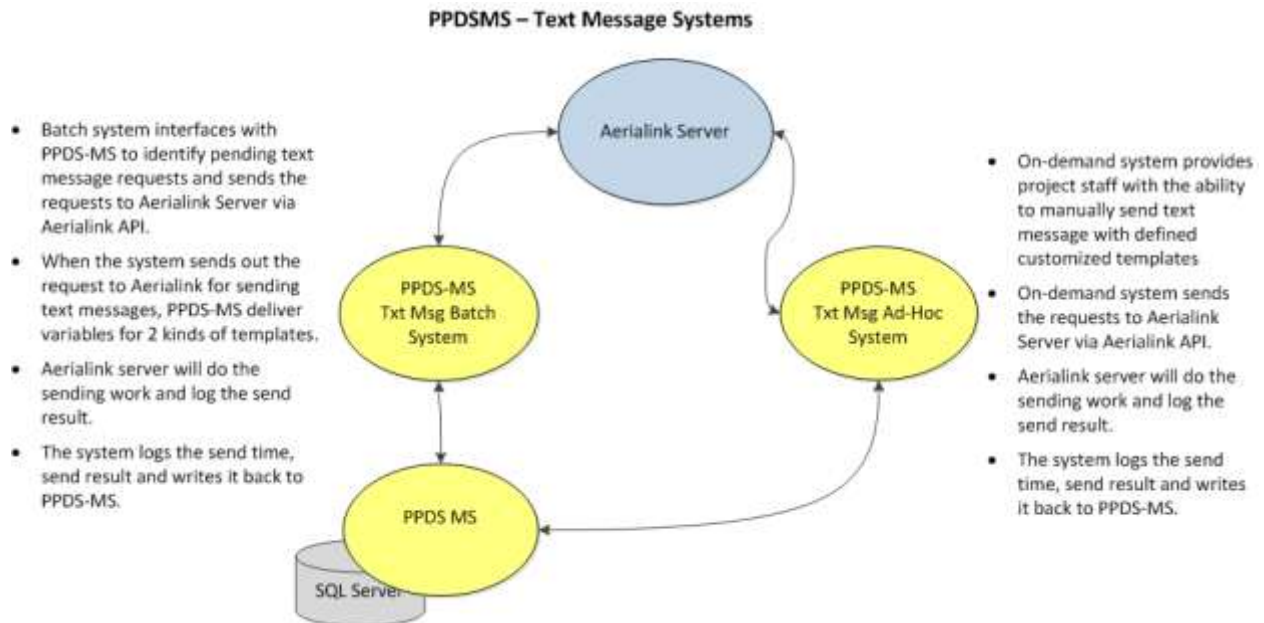 PPDSMS – Text Message Systems
Aerialink Server
• Batch system interfaces with
PPDS-MS to identify pending text
message requests and sends the
requests to Aerialink Server via
Aerialink API.
• When the system sends out the
request to Aerialink for sending
text messages, PPDS-MS deliver
variables for 2 kinds of templates.
• Aerialink server will do the
sending work and log the send
result.
• The system logs the send time,
send result and writes it back to
PPDS-MS.
PPDS-MS
Txt Msg Batch
System
PPDS-MS
Txt Msg Ad-Hoc
System
• On-demand system provides
project staff with the ability
to manually send text
message with defined
customized templates
• On-demand system sends
the requests to Aerialink
Server via Aerialink API.
• Aerialink server will do the
sending work and log the
send result.
• The system logs the send
time, send result and writes
it back to PPDS-MS.
PPDS MS
SQL Server